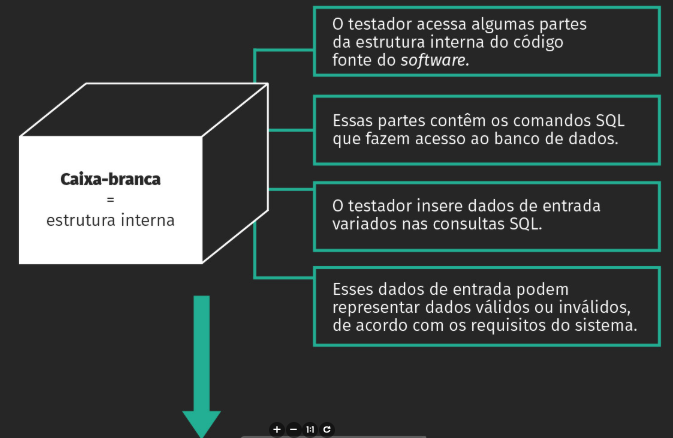 O testador acessa algumas partes
da estrutura interna do código
fonte do software.
Essas partes contêm os comandos SQL
que fazem acesso ao banco de dados.
Caixa-branca
=
estrutura interna
O testador insere dados de entrada
variados nas consultas SQL.
Esses dados de entrada podem
representar dados válidos ou inválidos,
de acordo com os requisitos do sistema.
1:1